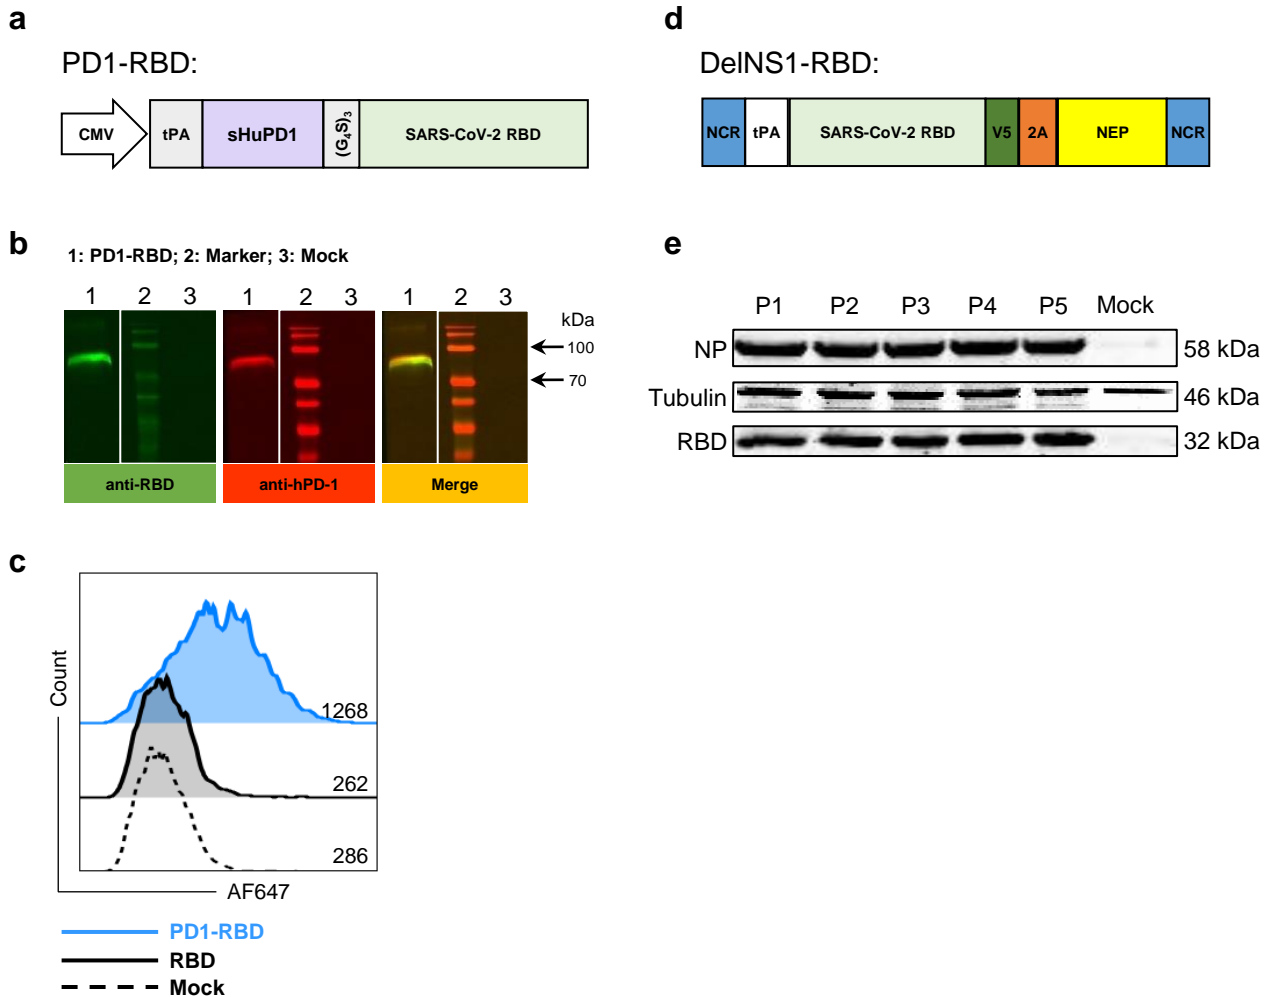 a
PD1-RBD:
CMV tPA sHuPD1 (G₄S)₃ SARS-CoV-2 RBD
b
1: PD1-RBD; 2: Marker; 3: Mock
1 2 3 1 2 3 1 2 3
kDa
100
70
anti-RBD anti-hPD-1 Merge
c
Count
1268
262
286
AF647
PD1-RBD
RBD
Mock
d
DelNS1-RBD:
NCR tPA SARS-CoV-2 RBD V5 2A NEP NCR
e
P1 P2 P3 P4 P5 Mock
NP 58 kDa
Tubulin 46 kDa
RBD 32 kDa